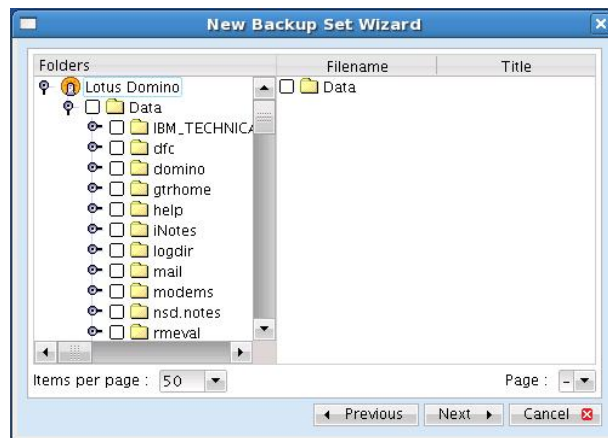 New Backup Set Wizard
Folders
Filename
Title
Lotus Domino
Data
Data
IBM_TECHNICA
dfc
domino
gtrhome
help
iNotes
logdir
mail
modems
nsd.notes
rmeval
Items per page : 50
Page : -
Previous
Next
Cancel